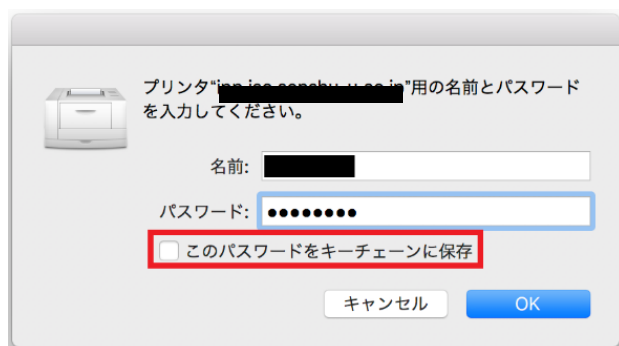 プリンタ“ "用の名前とパスワード
を入力してください。
名前:
パスワード: ●●●●●●●●
このパスワードをキーチェーンに保存
キャンセル
OK